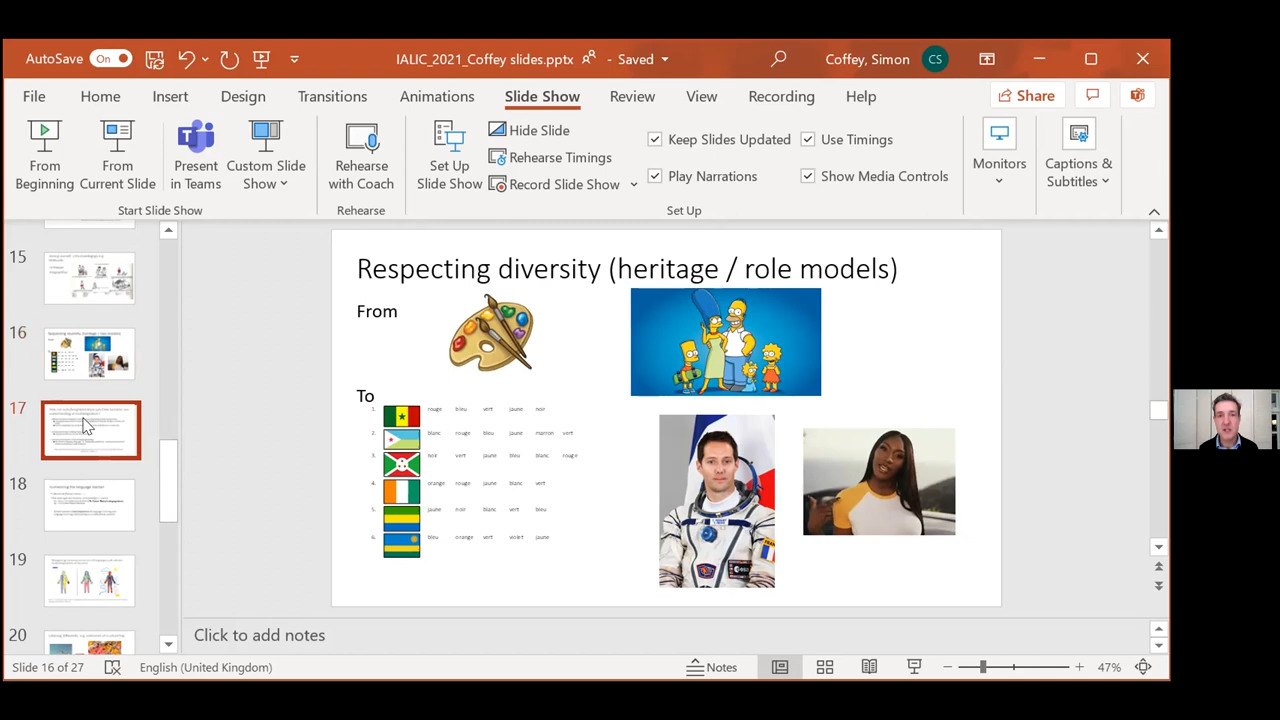 AutoSave
On
IALIC_2021_Coffey slides.pptx
- Saved
Coffey, Simon
CS
File
Home
Insert
Design
Transitions
Animations
Slide Show
Review
View
Recording
Help
Share
From Beginning
From Current Slide
Present in Teams
Custom Slide Show
Rehearse with Coach
Set Up Slide Show
Hide Slide
Rehearse Timings
Record Slide Show
Keep Slides Updated
Play Narrations
Use Timings
Show Media Controls
Monitors
Captions & Subtitles
Start Slide Show
Rehearse
Set Up
15
16
17
18
19
20
Respecting diversity (heritage / role models)
From
To
1. rouge bleu vert jaune noir
2. blanc rouge bleu jaune marron vert
3. noir vert jaune bleu blanc rouge
4. orange rouge jaune blanc vert
5. jaune noir blanc vert bleu
6. bleu orange vert violet jaune
esa
Click to add notes
Slide 16 of 27
English (United Kingdom)
Notes
47%